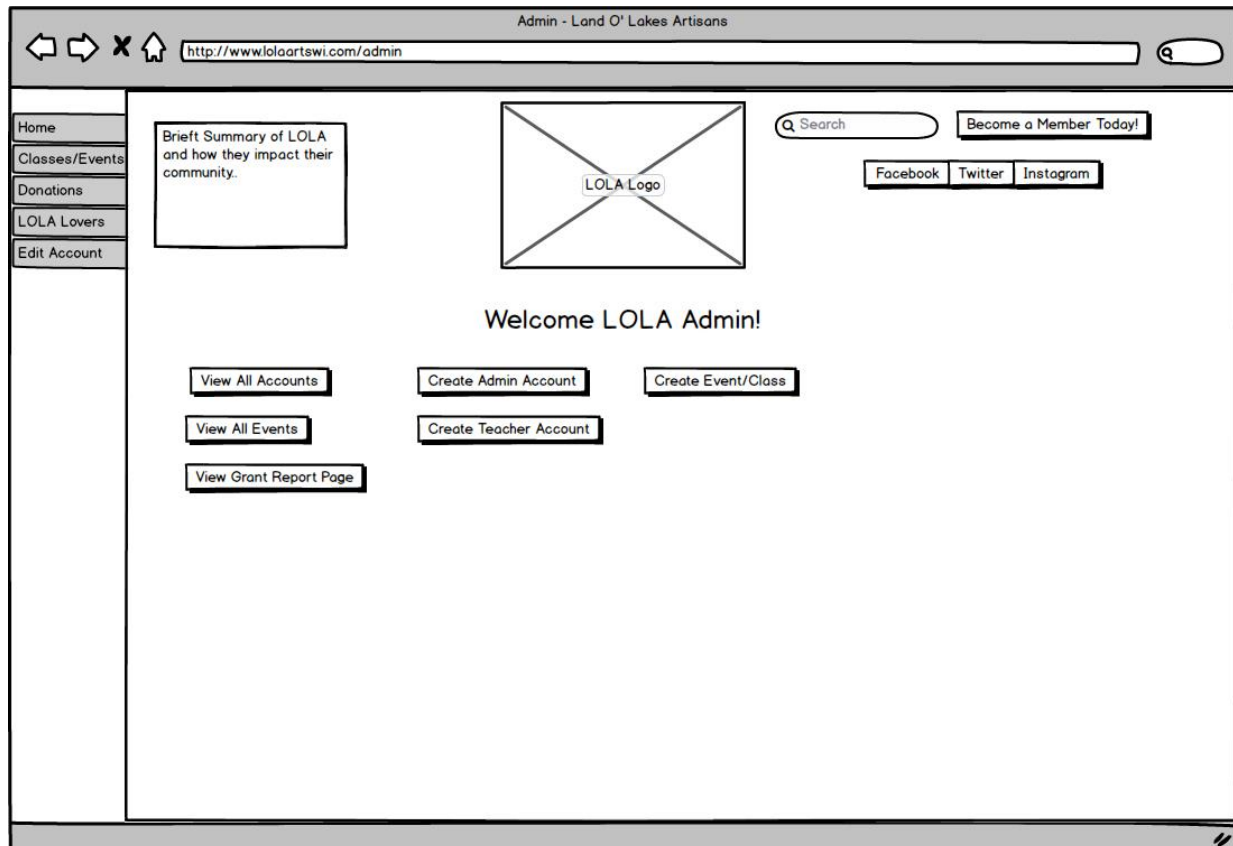 Admin - Land O' Lakes Artisans
http://www.lolaartswi.com/admin
Home
Classes/Events
Donations
LOLA Lovers
Edit Account
Brieft Summary of LOLA
and how they impact their
community..
LOLA Logo
Search
Become a Member Today!
Facebook Twitter Instagram
Welcome LOLA Admin!
View All Accounts Create Admin Account Create Event/Class
View All Events Create Teacher Account
View Grant Report Page